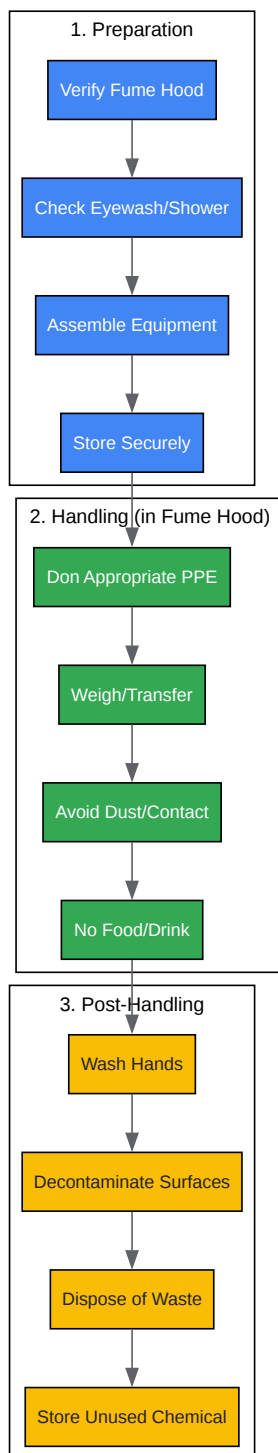 1. Preparation
Verify Fume Hood
Check Eyewash/Shower
Assemble Equipment
Store Securely
2. Handling (in Fume Hood)
Don Appropriate PPE
Weigh/Transfer
Avoid Dust/Contact
No Food/Drink
3. Post-Handling
Wash Hands
Decontaminate Surfaces
Dispose of Waste
Store Unused Chemical